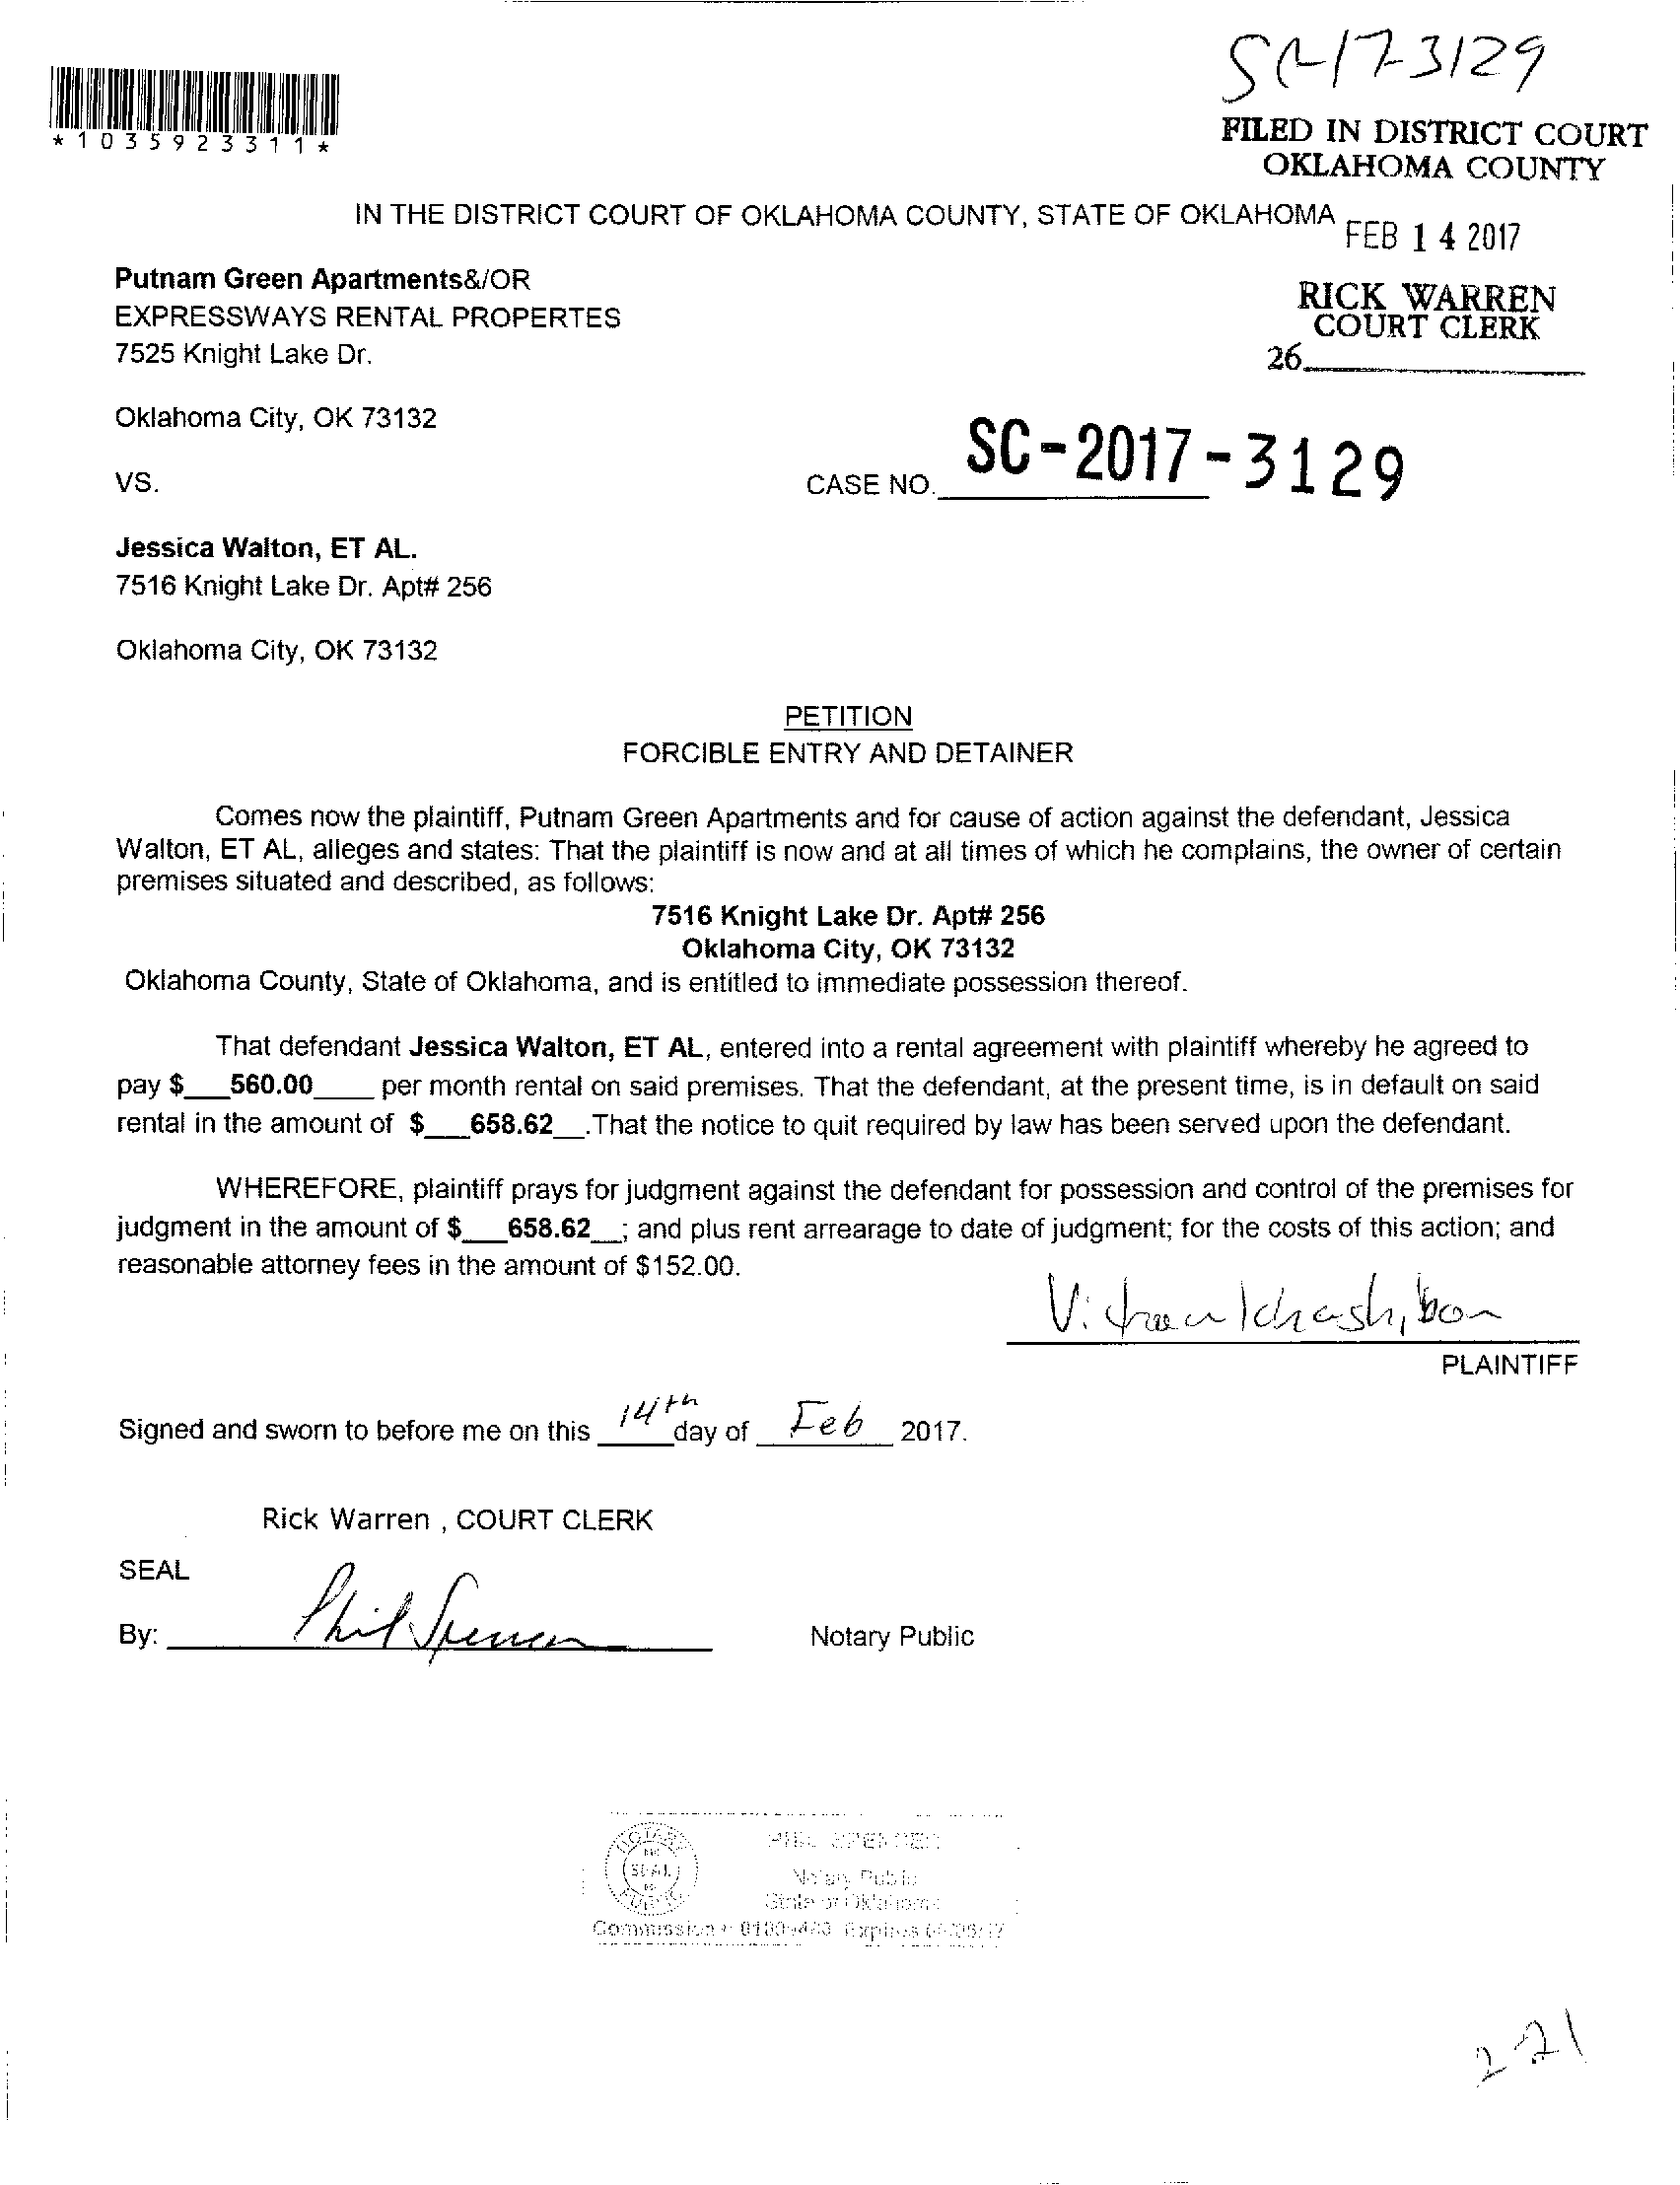 SC-17-3129
*1035923311*
FILED IN DISTRICT COURT
OKLAHOMA COUNTY
IN THE DISTRICT COURT OF OKLAHOMA COUNTY, STATE OF OKLAHOMA
FEB 14 2017
Putnam Green Apartments&/OR
EXPRESSWAYS RENTAL PROPERTES
7525 Knight Lake Dr.
RICK WARREN
COURT CLERK
26
Oklahoma City, OK 73132
VS.
CASE NO. SC-2017-3129
Jessica Walton, ET AL.
7516 Knight Lake Dr. Apt# 256
Oklahoma City, OK 73132
PETITION
FORCIBLE ENTRY AND DETAINER
Comes now the plaintiff, Putnam Green Apartments and for cause of action against the defendant, Jessica
Walton, ET AL, alleges and states: That the plaintiff is now and at all times of which he complains, the owner of certain
premises situated and described, as follows:
7516 Knight Lake Dr. Apt# 256
Oklahoma City, OK 73132
Oklahoma County, State of Oklahoma, and is entitled to immediate possession thereof.
That defendant Jessica Walton, ET AL, entered into a rental agreement with plaintiff whereby he agreed to
pay $___560.00____ per month rental on said premises. That the defendant, at the present time, is in default on said
rental in the amount of $___658.62__.That the notice to quit required by law has been served upon the defendant.
WHEREFORE, plaintiff prays for judgment against the defendant for possession and control of the premises for
judgment in the amount of $___658.62__; and plus rent arrearage to date of judgment; for the costs of this action; and
reasonable attorney fees in the amount of $152.00.
PLAINTIFF
Signed and sworn to before me on this 14th day of Feb 2017.
Rick Warren , COURT CLERK
SEAL
By: Phil Spencer Notary Public
NOTARY
SEAL
PUBLIC
PHIL SPENCER
Notary Public
State of Oklahoma
Commission # Expires
2-21